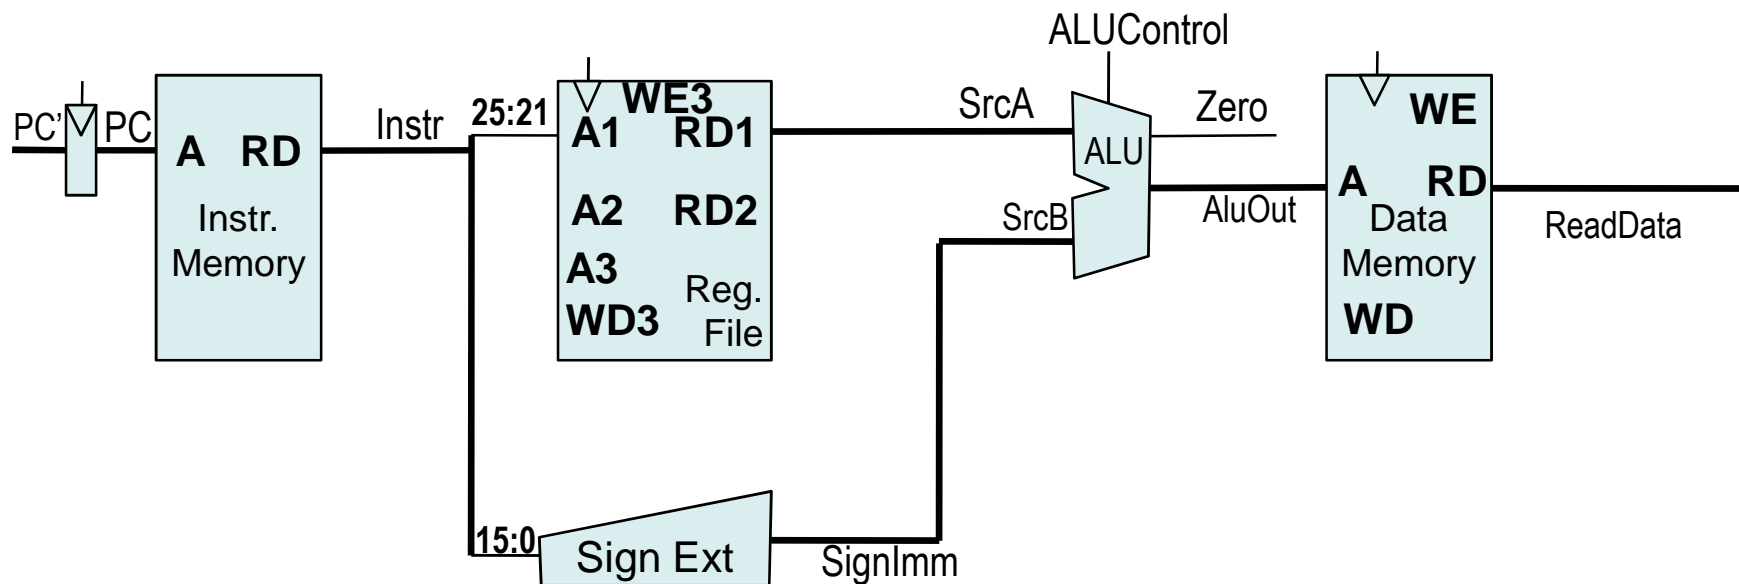 PC'
PC
A RD
Instr.
Memory
Instr
25:21
WE3
A1 RD1
A2 RD2
A3
WD3
Reg.
File
15:0
Sign Ext
SignImm
SrcA
SrcB
ALUControl
ALU
Zero
AluOut
WE
A RD
Data
Memory
WD
ReadData